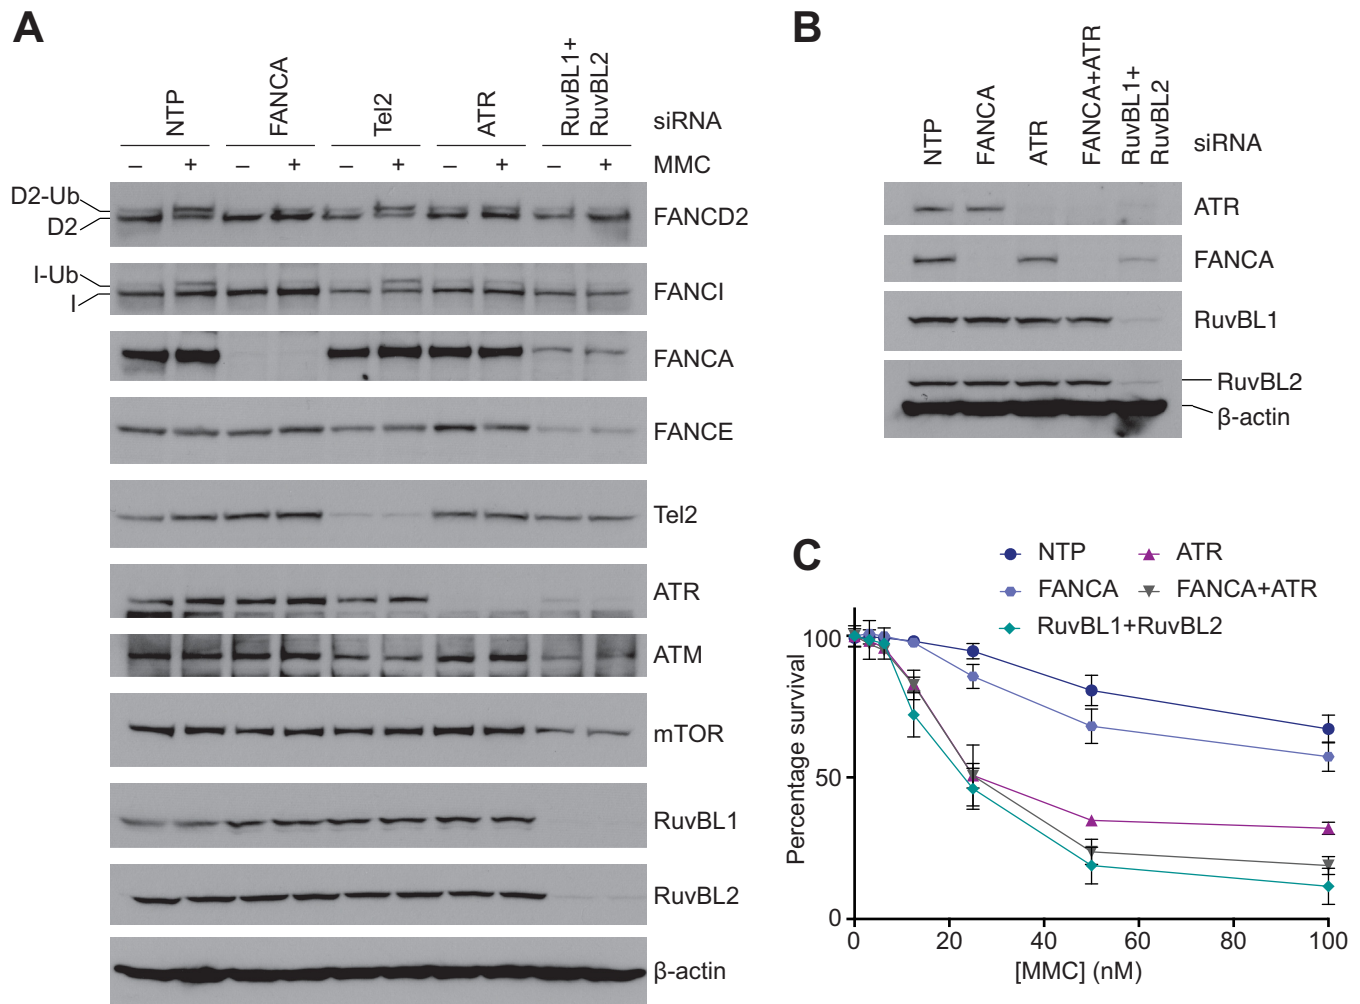 A
NTP
FANCA
Tel2
ATR
RuvBL1+
RuvBL2
siRNA
– + – + – + – + – + MMC
D2-Ub
D2
FANCD2
I-Ub
I
FANCI
FANCA
FANCE
Tel2
ATR
ATM
mTOR
RuvBL1
RuvBL2
β-actin
B
NTP
FANCA
ATR
FANCA+ATR
RuvBL1+
RuvBL2
siRNA
ATR
FANCA
RuvBL1
RuvBL2
β-actin
C
NTP ATR
FANCA FANCA+ATR
RuvBL1+RuvBL2
Percentage survival
100
50
0
0 20 40 60 80 100
[MMC] (nM)